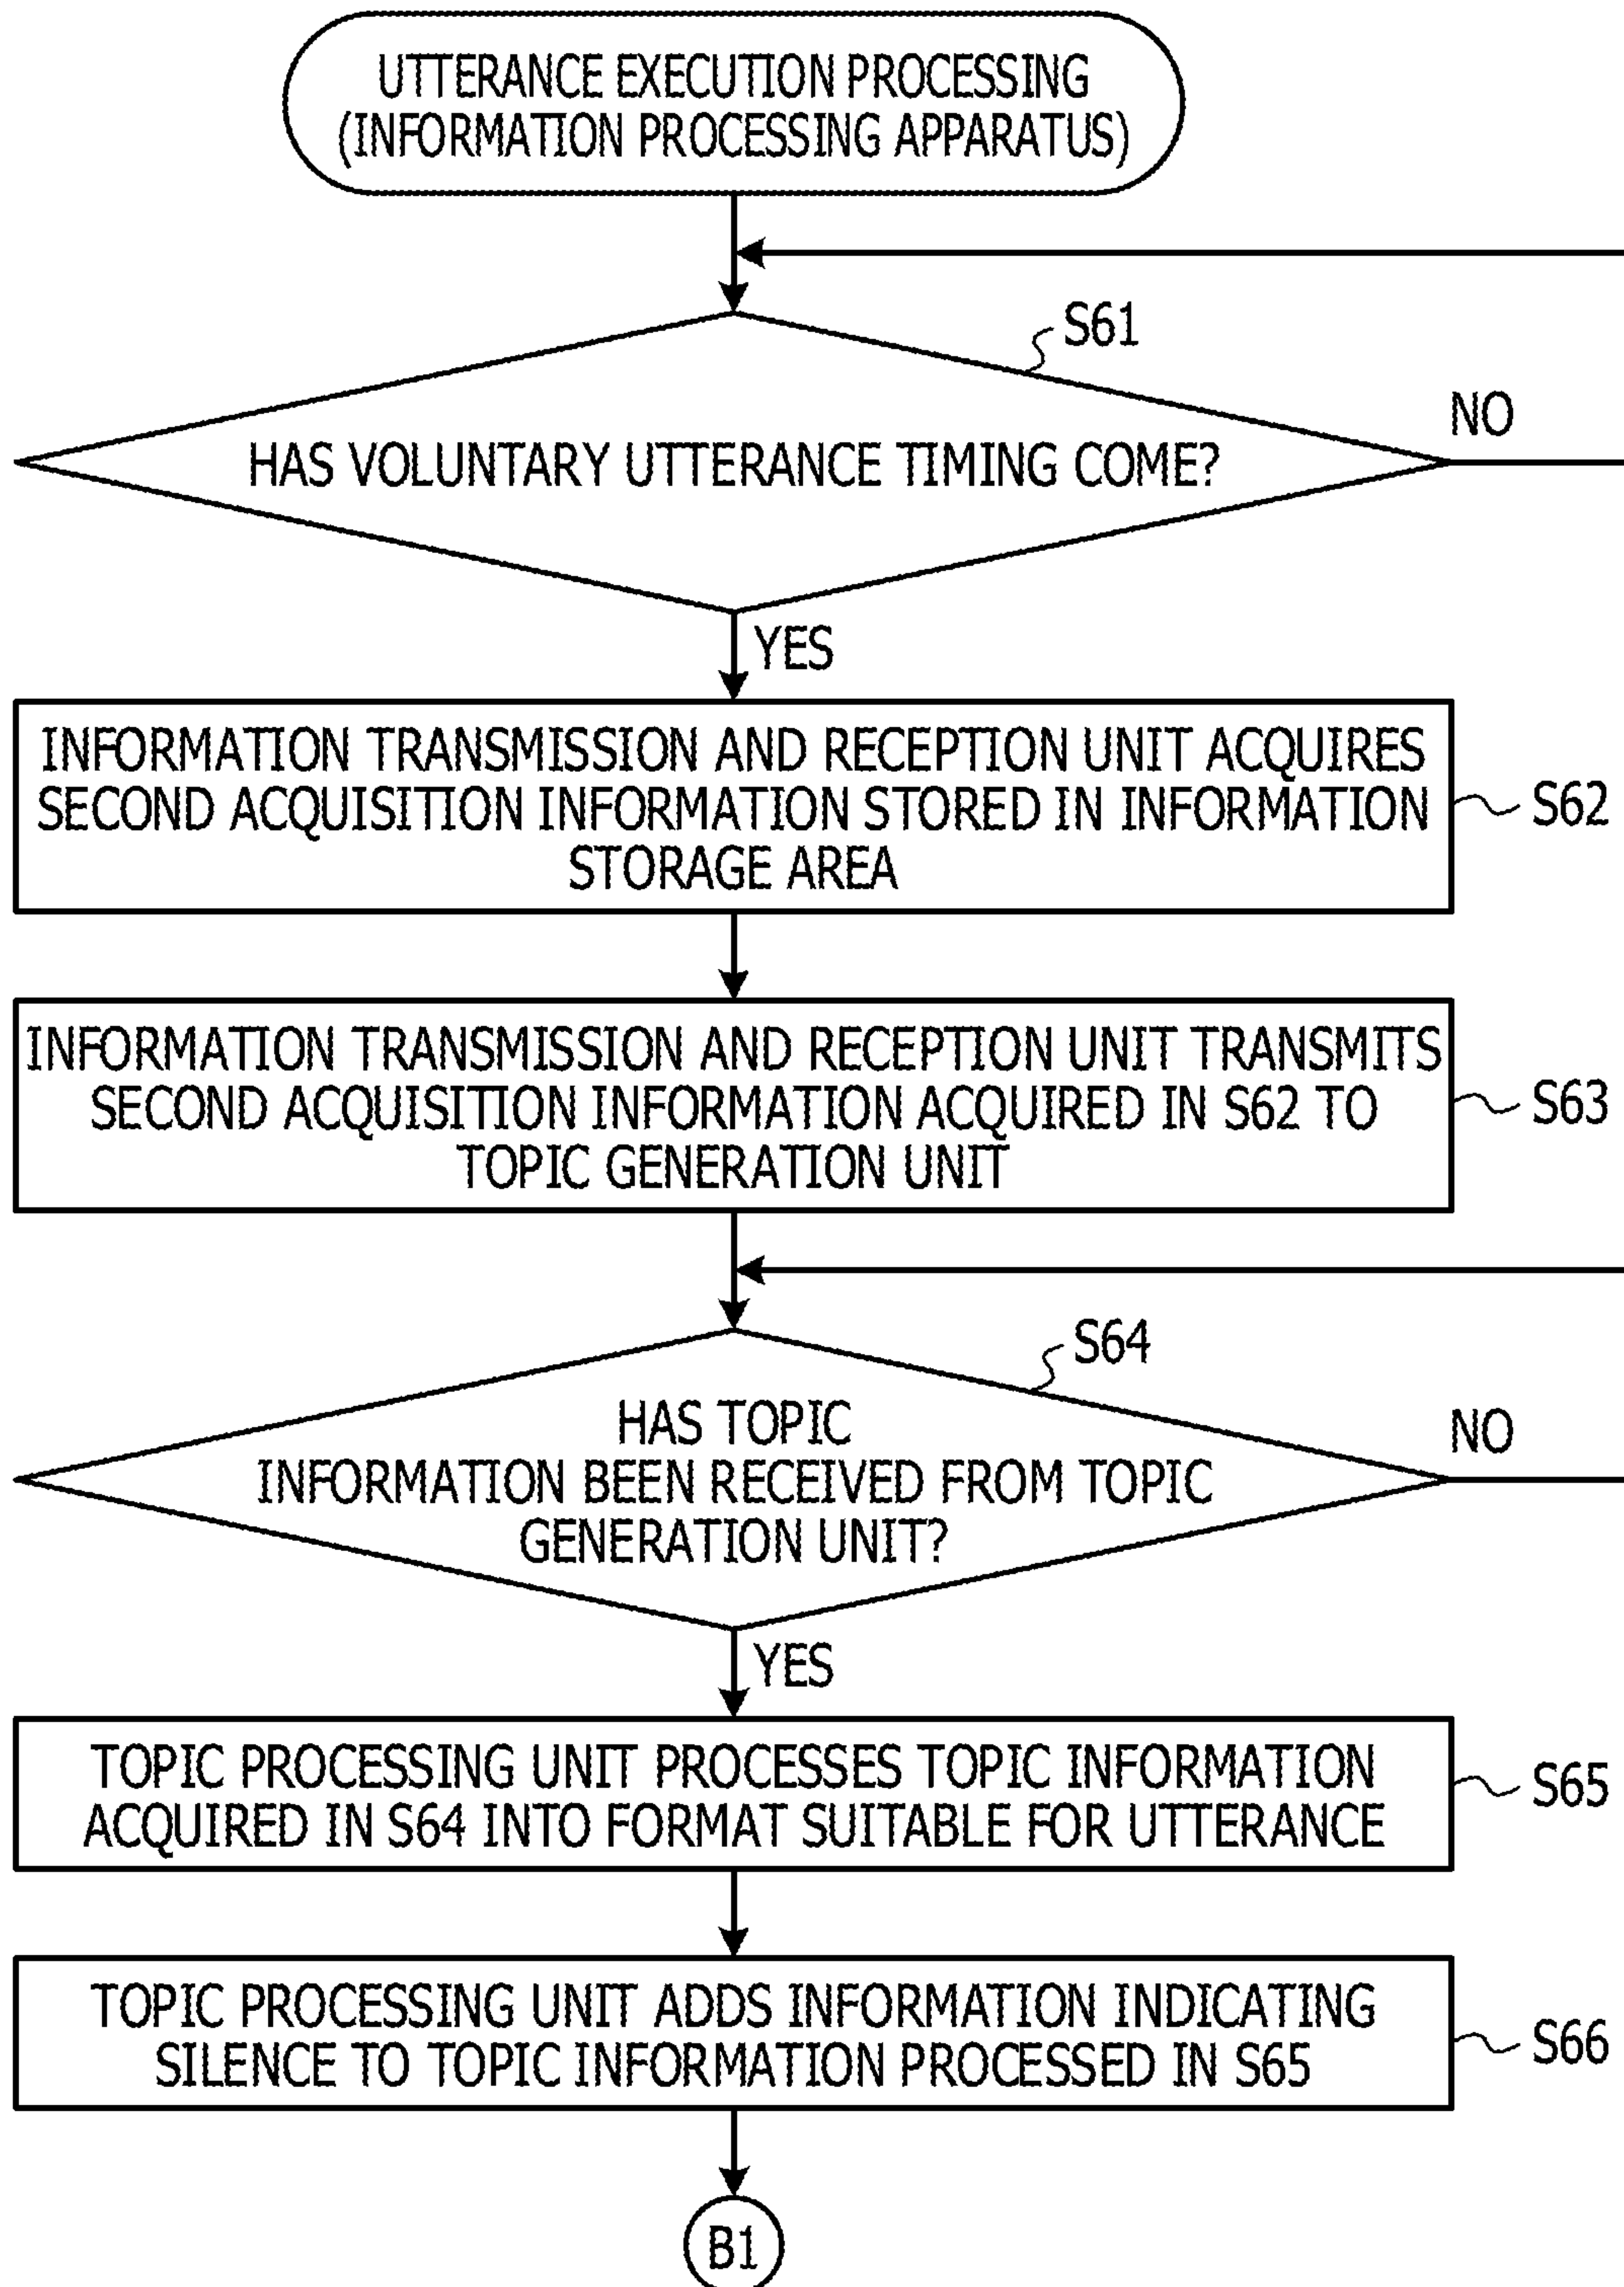 UTTERANCE EXECUTION PROCESSING
(INFORMATION PROCESSING APPARATUS)
S61
NO
HAS VOLUNTARY UTTERANCE TIMING COME?
YES
INFORMATION TRANSMISSION AND RECEPTION UNIT ACQUIRES
SECOND ACQUISITION INFORMATION STORED IN INFORMATION
STORAGE AREA
S62
INFORMATION TRANSMISSION AND RECEPTION UNIT TRANSMITS
SECOND ACQUISITION INFORMATION ACQUIRED IN S62 TO
TOPIC GENERATION UNIT
S63
S64
NO
HAS TOPIC
INFORMATION BEEN RECEIVED FROM TOPIC
GENERATION UNIT?
YES
TOPIC PROCESSING UNIT PROCESSES TOPIC INFORMATION
ACQUIRED IN S64 INTO FORMAT SUITABLE FOR UTTERANCE
S65
TOPIC PROCESSING UNIT ADDS INFORMATION INDICATING
SILENCE TO TOPIC INFORMATION PROCESSED IN S65
S66
B1